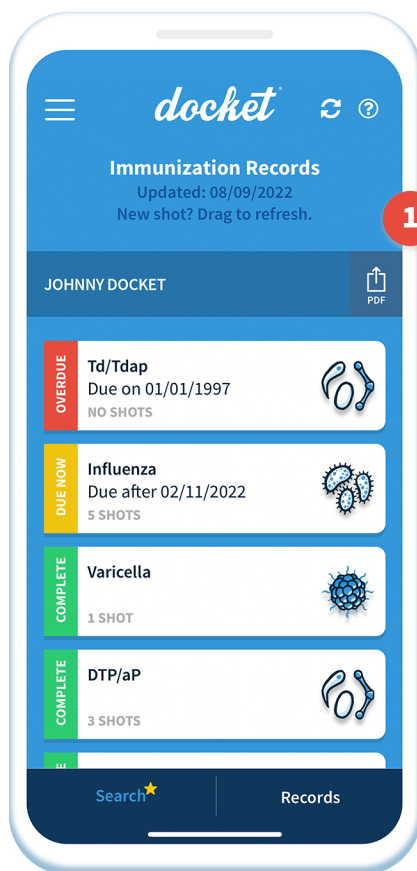 docket
Immunization Records
Updated: 08/09/2022
New shot? Drag to refresh.
1
JOHNNY DOCKET
PDF
OVERDUE
Td/Tdap
Due on 01/01/1997
NO SHOTS
DUE NOW
Influenza
Due after 02/11/2022
5 SHOTS
COMPLETE
Varicella
1 SHOT
COMPLETE
DTP/aP
3 SHOTS
Search
Records